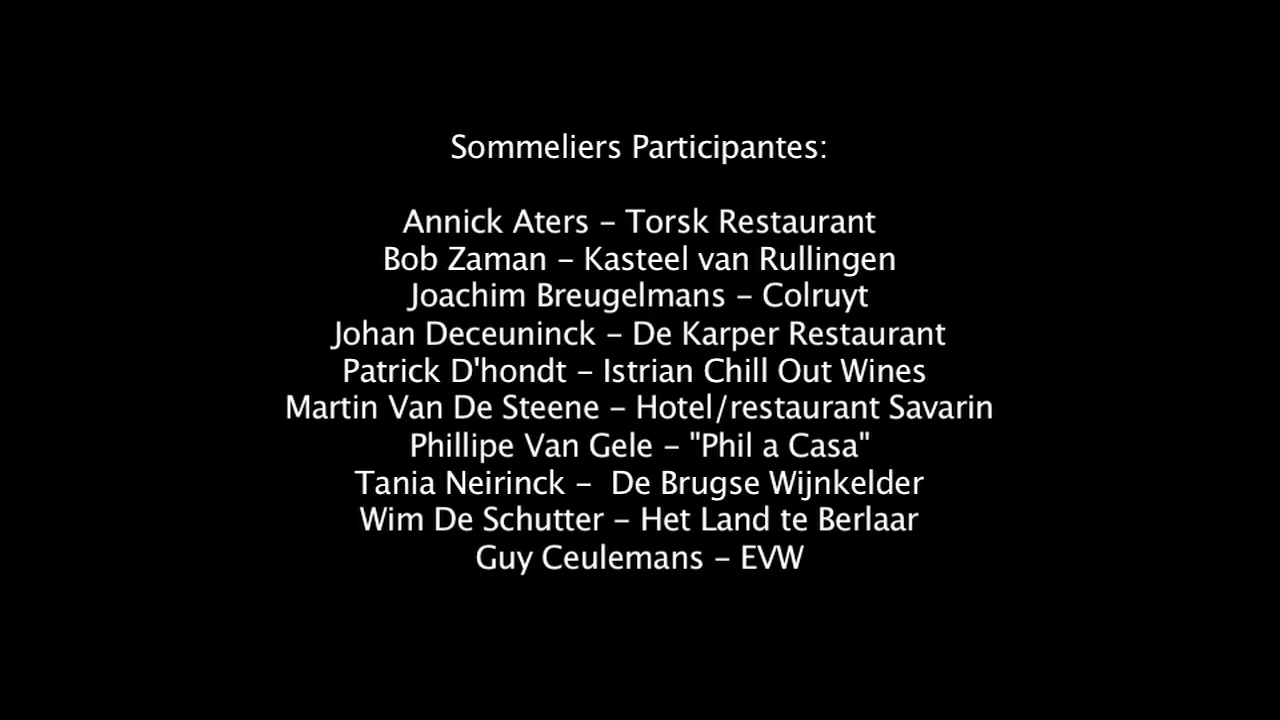 Sommeliers Participantes:
Annick Aters - Torsk Restaurant
Bob Zaman - Kasteel van Rullingen
Joachim Breugelmans - Colruyt
Johan Deceuninck - De Karper Restaurant
Patrick D'hondt - Istrian Chill Out Wines
Martin Van De Steene - Hotel/restaurant Savarin
Phillipe Van Gele - "Phil a Casa"
Tania Neirinck -  De Brugse Wijnkelder
Wim De Schutter - Het Land te Berlaar
Guy Ceulemans - EVW